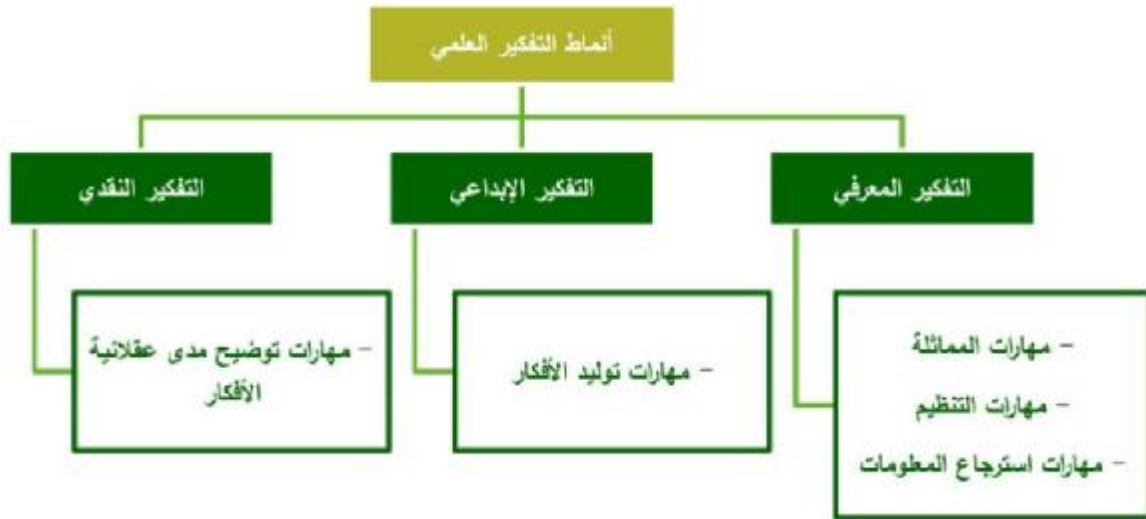 أنماط التفكير العلمي
التفكير المعرفي
التفكير الإبداعي
التفكير النقدي
- مهارات المماثلة
- مهارات التنظيم
- مهارات استرجاع المعلومات
- مهارات توليد الأفكار
- مهارات توضيح مدى عقلانية
الأفكار